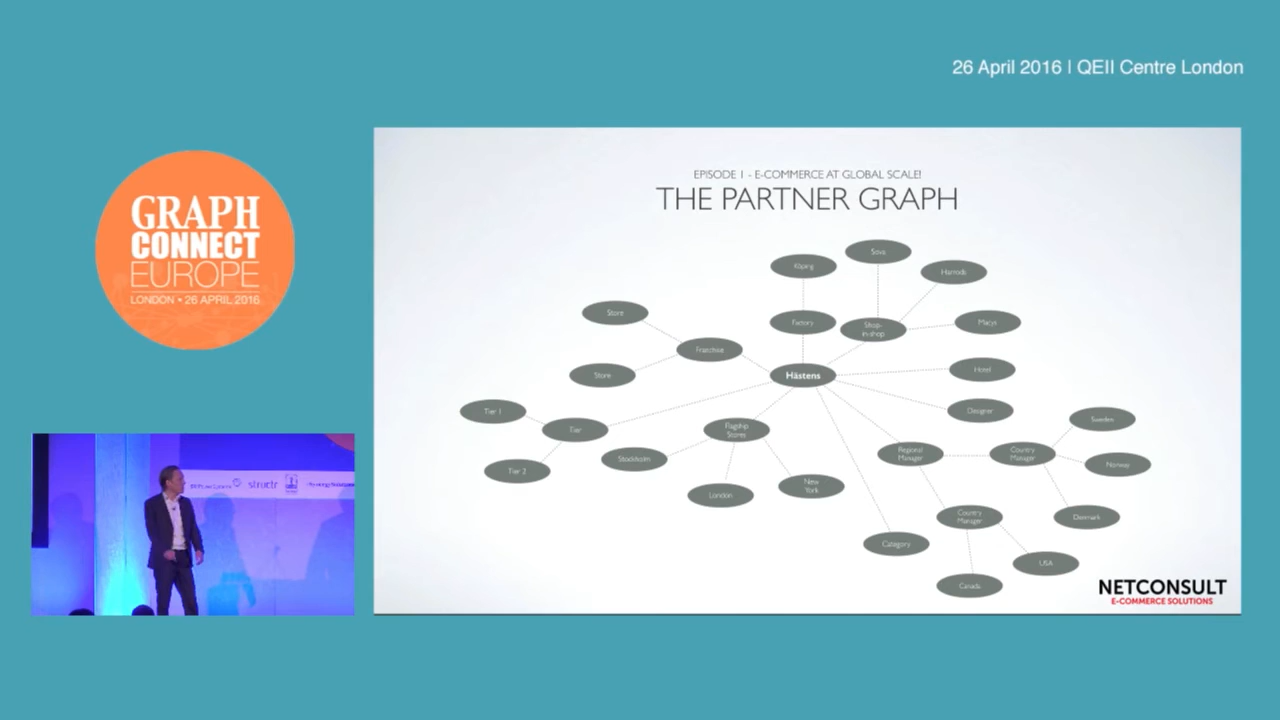 26 April 2016 | QEII Centre London
GRAPH
CONNECT
EUROPE
LONDON • 26 APRIL 2016
EPISODE 1 - E-COMMERCE AT GLOBAL SCALE!
THE PARTNER GRAPH
Sova
Köping
Harrods
Store
Factory
Shop-
in-shop
Macys
Franchise
Store
Hästens
Hotel
Tier 1
Designer
Sweden
Tier
Flagship
Stores
Regional
Manager
Country
Manager
Stockholm
Norway
Tier 2
London
New
York
Country
Manager
Denmark
Category
USA
Canada
NETCONSULT
E-COMMERCE SOLUTIONS
structr